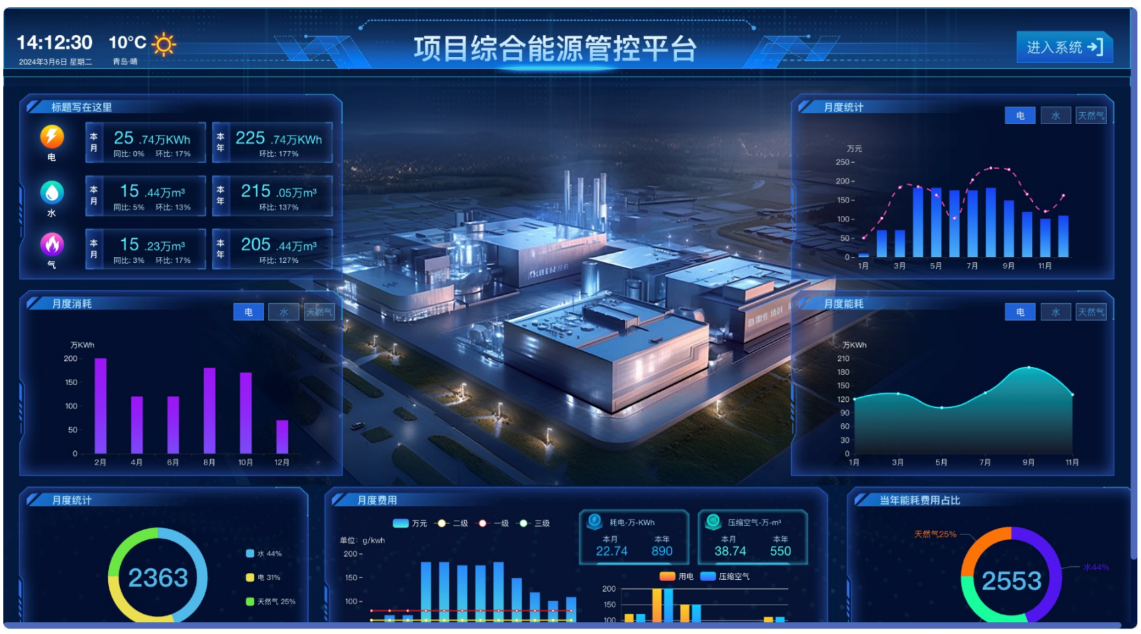 14:12:30
10°C
2024年3月6日 星期二
青岛-晴
项目综合能源管控平台
进入系统
标题写在这里
电
本月
25 .74万KWh
同比: 0% 环比: 17%
本年
225 .74万KWh
环比: 177%
水
本月
15 .44万m³
同比: 5% 环比: 13%
本年
215 .05万m³
环比: 137%
气
本月
15 .23万m³
同比: 3% 环比: 17%
本年
205 .44万m³
环比: 127%
月度统计
电 水 天然气
万元
250
200
150
100
50
0
1月 3月 5月 7月 9月 11月
月度消耗
电 水 天然气
万KWh
200
150
100
50
0
2月 4月 6月 8月 10月 12月
月度能耗
电 水 天然气
万KWh
210
180
150
120
90
60
30
0
1月 3月 5月 7月 9月 11月
月度统计
2363
水 44%
电 31%
天然气 25%
月度费用
万元 二级 一级 三级
单位: g/kwh
200
150
100
耗电-万-KWh
本月 本年
22.74 890
压缩空气-万-m³
本月 本年
38.74 550
用电 压缩空气
200
150
100
当年能耗费用占比
天然气25%
水44%
2553